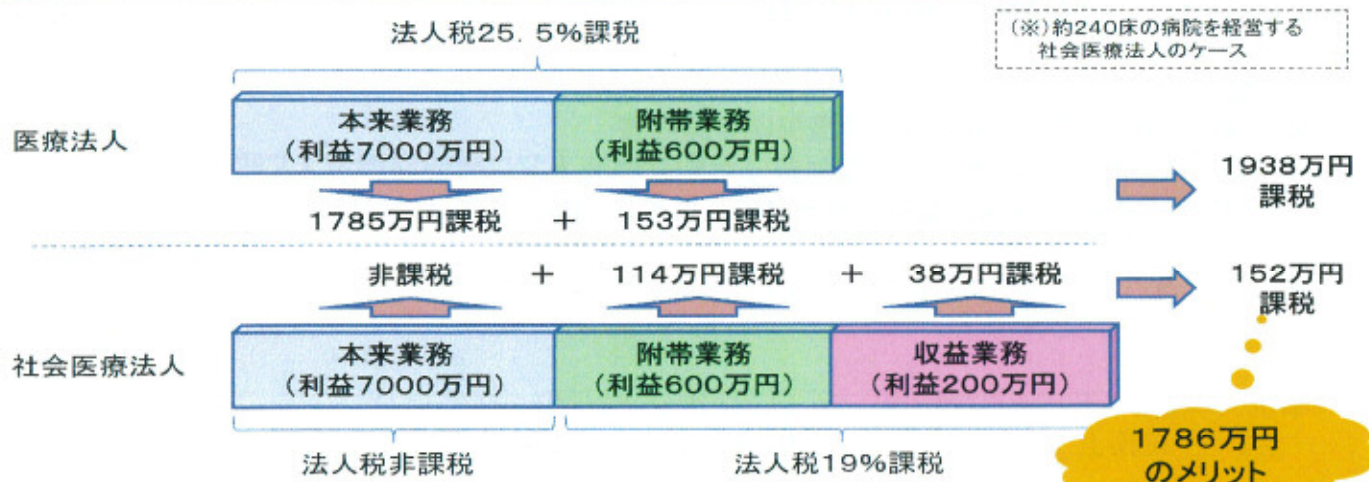 法人税25. 5%課税
(※)約240床の病院を経営する
社会医療法人のケース
医療法人
本来業務
(利益7000万円)
附帯業務
(利益600万円)
1785万円課税 + 153万円課税
1938万円
課税
非課税 + 114万円課税 + 38万円課税
152万円
課税
社会医療法人
本来業務
(利益7000万円)
附帯業務
(利益600万円)
収益業務
(利益200万円)
法人税非課税
法人税19%課税
1786万円
のメリット